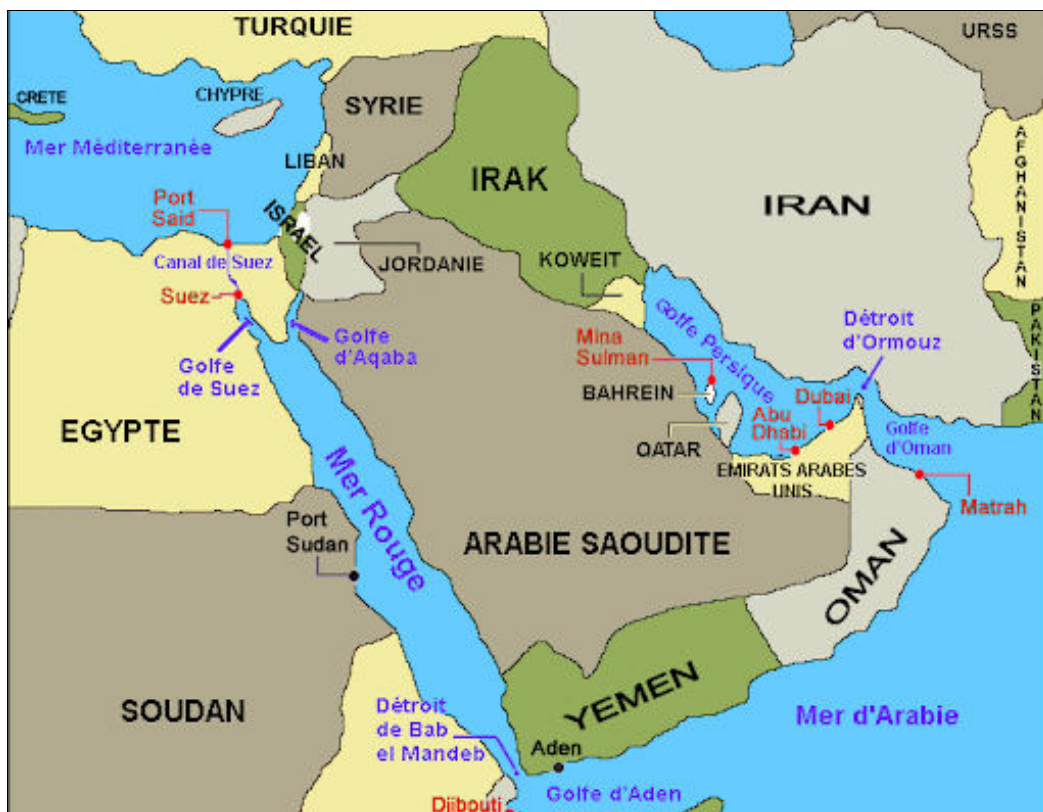 TURQUIE
URSS
CRETE
CHYPRE
SYRIE
Mer Méditerranée
LIBAN
IRAK
IRAN
AFGHANISTAN
Port
Said
ISRAEL
Canal de Suez
JORDANIE
KOWEIT
Suez
Golfe
d'Aqaba
Golfe
de Suez
Golfe Persique
Détroit
d'Ormouz
PAKISTAN
Mina
Sulman
BAHREIN
Dubai
Abu
Dhabi
QATAR
Golfe
d'Oman
EMIRATS ARABES
UNIS
Matrah
EGYPTE
Mer Rouge
Port
Sudan
ARABIE SAOUDITE
OMAN
SOUDAN
YEMEN
Détroit
de Bab
el Mandeb
Aden
Mer d'Arabie
Golfe d'Aden
Djibouti